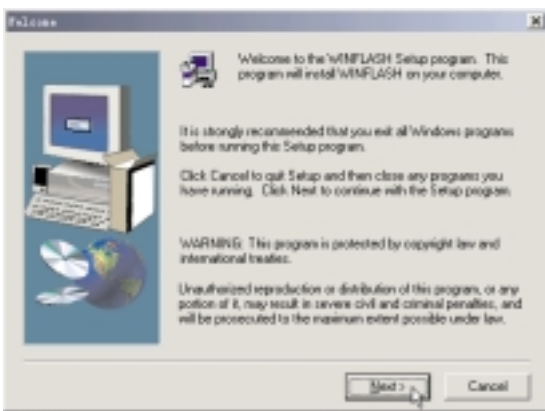 Welcome
Welcome to the WINFLASH Setup program. This
program will install WINFLASH on your computer.
It is strongly recommended that you exit all Windows programs
before running this Setup program.
Click Cancel to quit Setup and then close any programs you
have running. Click Next to continue with the Setup program.
WARNING: This program is protected by copyright law and
international treaties.
Unauthorized reproduction or distribution of this program, or any
portion of it, may result in severe civil and criminal penalties, and
will be prosecuted to the maximum extent possible under law.
Next >
Cancel